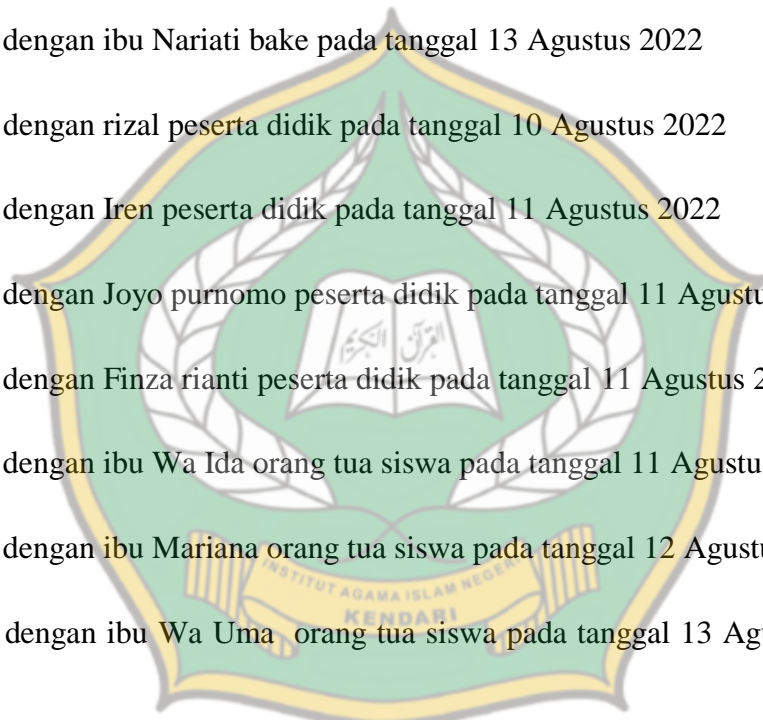 dengan ibu Nariati bake pada tanggal 13 Agustus 2022
dengan rizal peserta didik pada tanggal 10 Agustus 2022
dengan Iren peserta didik pada tanggal 11 Agustus 2022
dengan Joyo purnomo peserta didik pada tanggal 11
القرآن الكريم
dengan Finza rianti peserta didik pada tanggal 11 Agustus
dengan ibu Wa Ida orang tua siswa pada tanggal 11
dengan ibu Mariana orang tua siswa pada tanggal 12
INSTITUT AGAMA ISLAM NEGERI
KENDARI
dengan ibu Wa Uma orang tua siswa pada tanggal 13